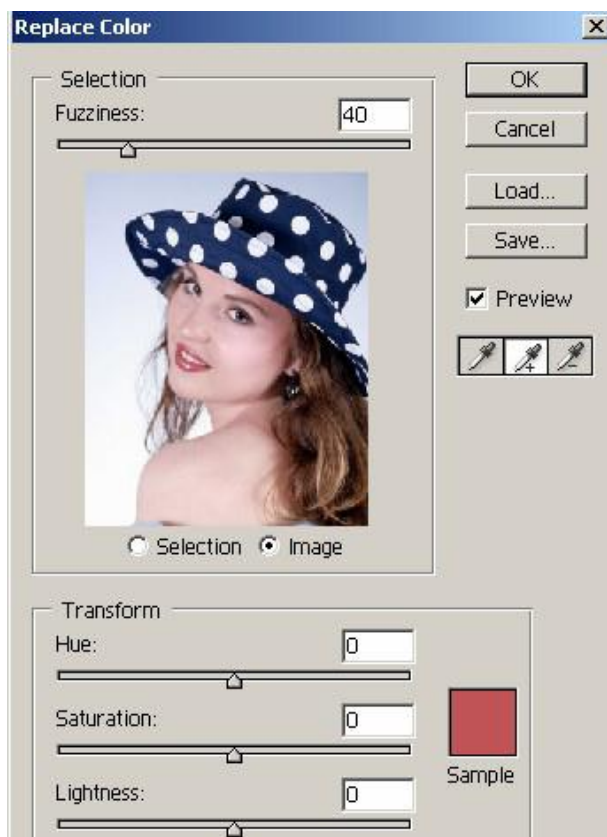 Replace Color
Selection
OK
Fuzziness: 40
Cancel
Load...
Save...
Preview
Selection Image
Transform
Hue: 0
Saturation: 0
Sample
Lightness: 0